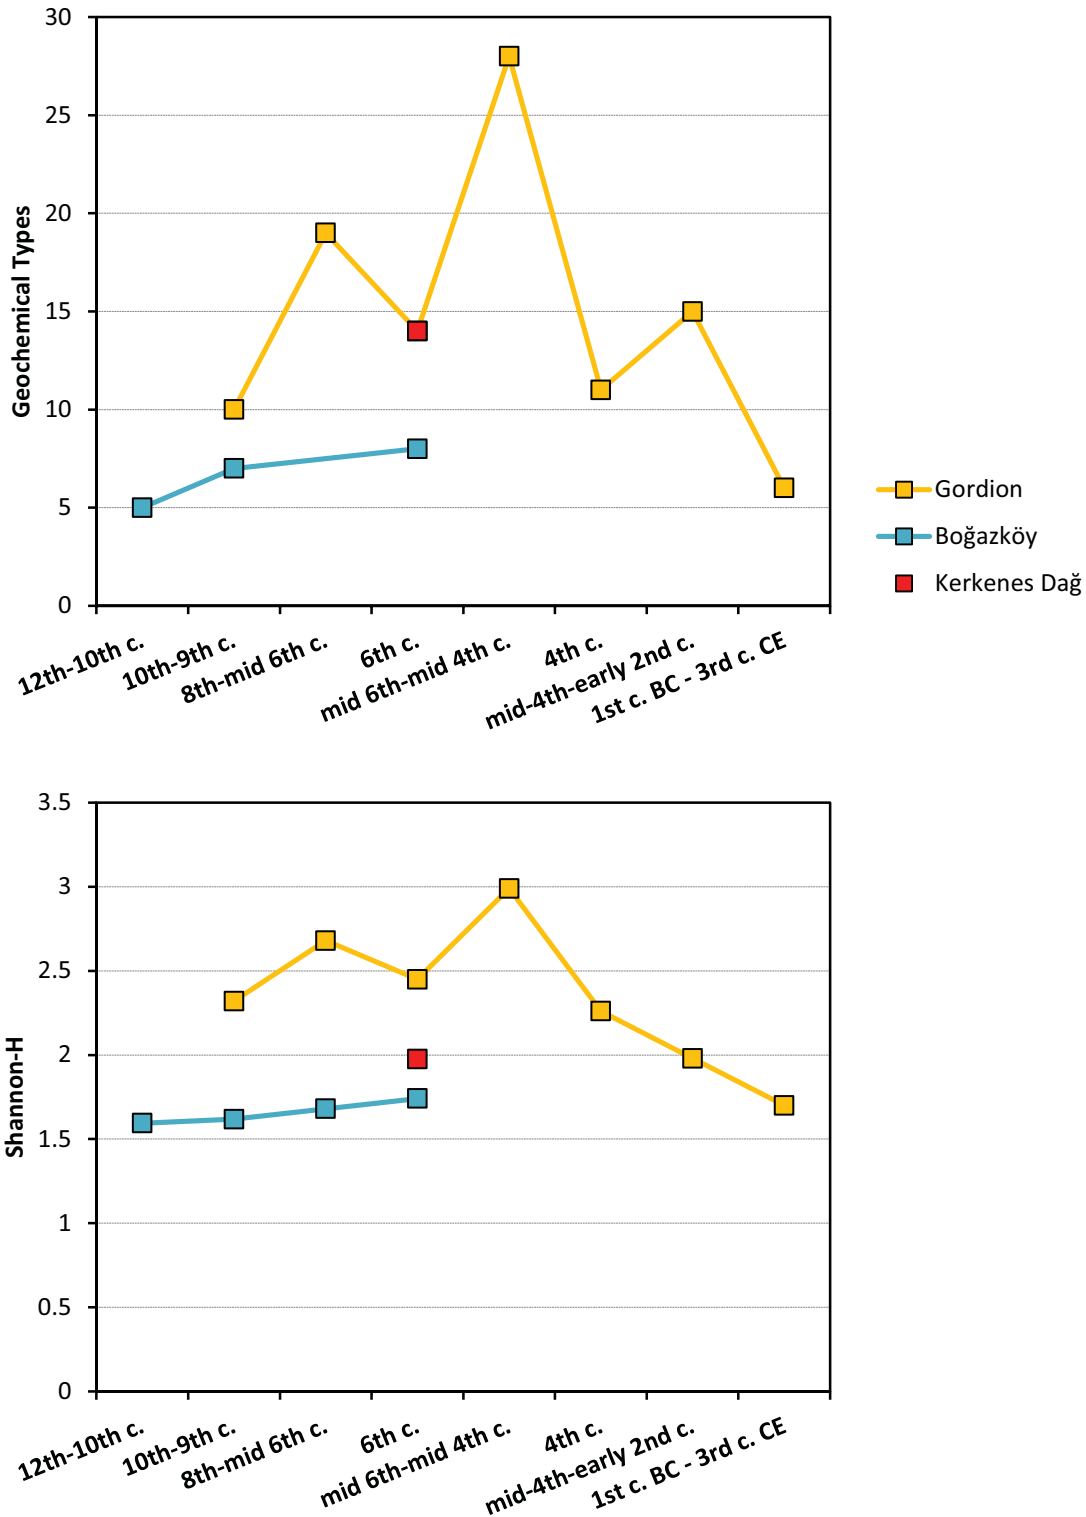 30
25
20
15
10
5
0
Geochemical Types
12th-10th c.
10th-9th c.
8th-mid 6th c.
6th c.
mid 6th-mid 4th c.
4th c.
mid-4th-early 2nd c.
1st c. BC - 3rd c. CE
Gordion
Boğazköy
Kerkenes Dağ
3.5
3
2.5
2
1.5
1
0.5
0
Shannon-H
12th-10th c.
10th-9th c.
8th-mid 6th c.
6th c.
mid 6th-mid 4th c.
4th c.
mid-4th-early 2nd c.
1st c. BC - 3rd c. CE